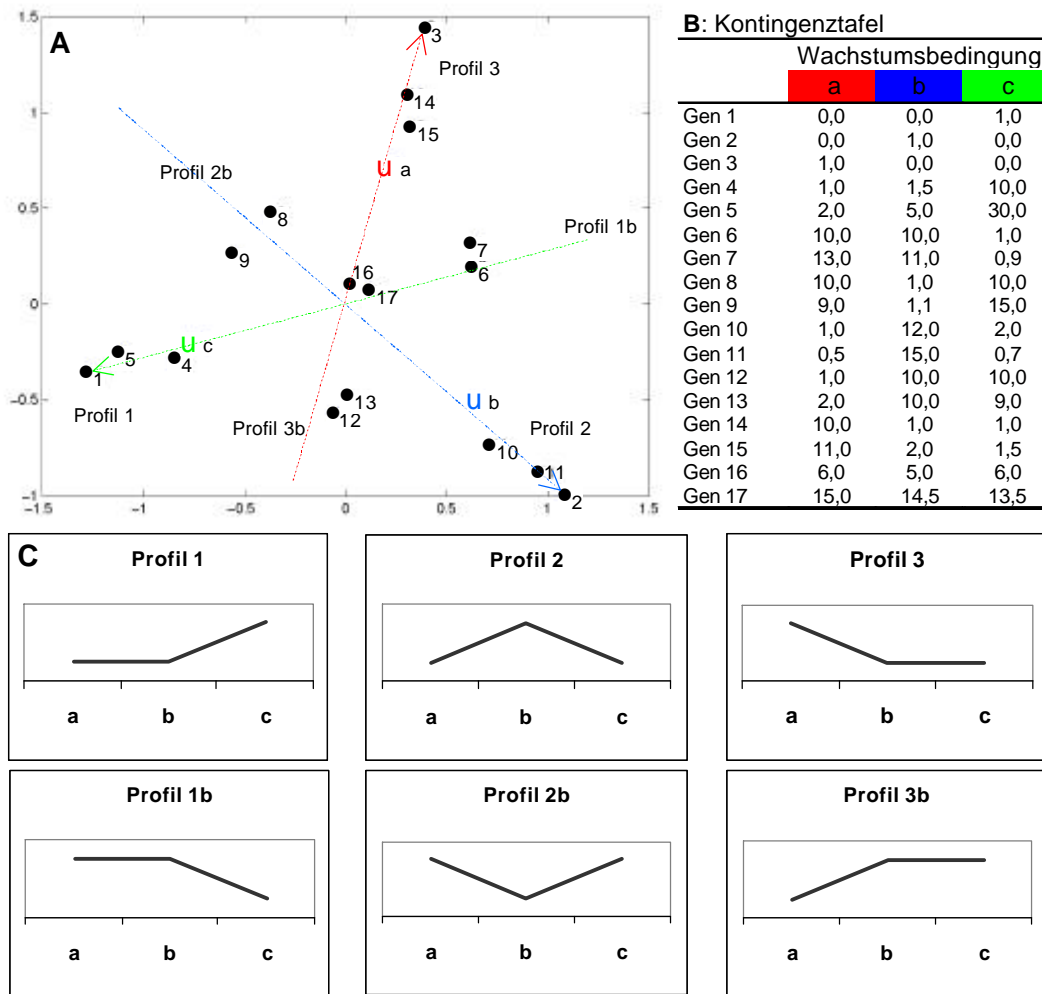 A
1.5
1
0.5
0
−0.5
−1
−1.5
−1
−0.5
0
0.5
1
1.5
3
Profil 3
14
15
u a
Profil 2b
8
9
Profil 1b
7
6
16
17
u c
5
4
1
Profil 1
13
12
Profil 3b
u b
Profil 2
10
11
2
B: Kontingenztafel
Wachstumsbedingung
a b c
Gen 1 0,0 0,0 1,0
Gen 2 0,0 1,0 0,0
Gen 3 1,0 0,0 0,0
Gen 4 1,0 1,5 10,0
Gen 5 2,0 5,0 30,0
Gen 6 10,0 10,0 1,0
Gen 7 13,0 11,0 0,9
Gen 8 10,0 1,0 10,0
Gen 9 9,0 1,1 15,0
Gen 10 1,0 12,0 2,0
Gen 11 0,5 15,0 0,7
Gen 12 1,0 10,0 10,0
Gen 13 2,0 10,0 9,0
Gen 14 10,0 1,0 1,0
Gen 15 11,0 2,0 1,5
Gen 16 6,0 5,0 6,0
Gen 17 15,0 14,5 13,5
C
Profil 1
a b c
Profil 2
a b c
Profil 3
a b c
Profil 1b
a b c
Profil 2b
a b c
Profil 3b
a b c